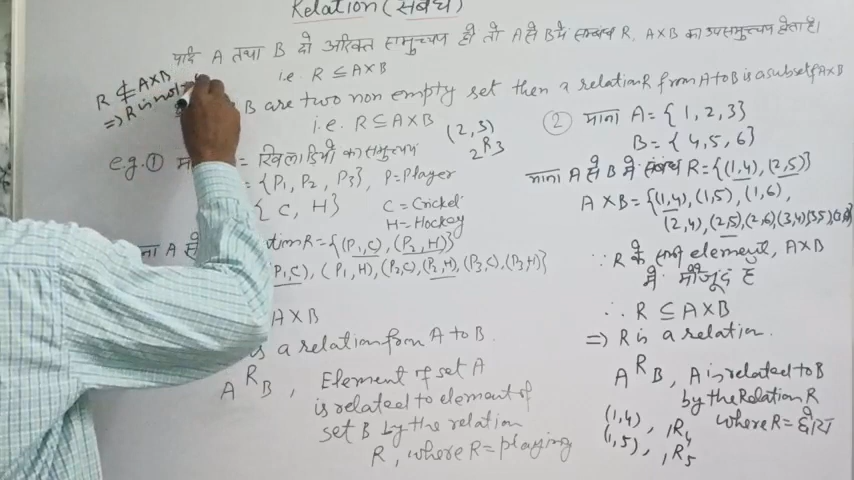 Relation (संबंध)
यदि A तथा B दो अरिक्त समुच्चय हो तो A से B में सम्बन्ध R, A×B का उपसमुच्चय होता है।
i.e. R ⊆ A×B
R ⊈ A×B
⇒ R is not
B are two non empty set then a relation R from A to B is a subset of A×B
i.e. R ⊆ A×B
(2,3)
2R3
e.g. ① = खिलाडियों का समुच्चय
= {P1, P2, P3}, P = Player
{ C, H } C = Cricket
H = Hockey
माना A से Relation R = {(P1,C), (P2,H)}
(P1,C), (P1,H), (P2,C), (P2,H), (P3,C), (P3,H)}
A×B
is a relation from A to B.
A R B, Element of set A
is related to element of
set B by the relation
R, where R = playing
② माना A = {1, 2, 3}
B = {4, 5, 6}
माना A से B में संबंध R = {(1,4), (2,5)}
A×B = {(1,4), (1,5), (1,6),
(2,4), (2,5), (2,6) (3,4) (3,5) (3,6)}
∵ R के सभी element, A×B
में मौजूद है
∴ R ⊆ A×B
⇒ R is a relation.
A R B, A is related to B
by the Relation R
where R = छोटा
(1,4), 1R4
(1,5), 1R5